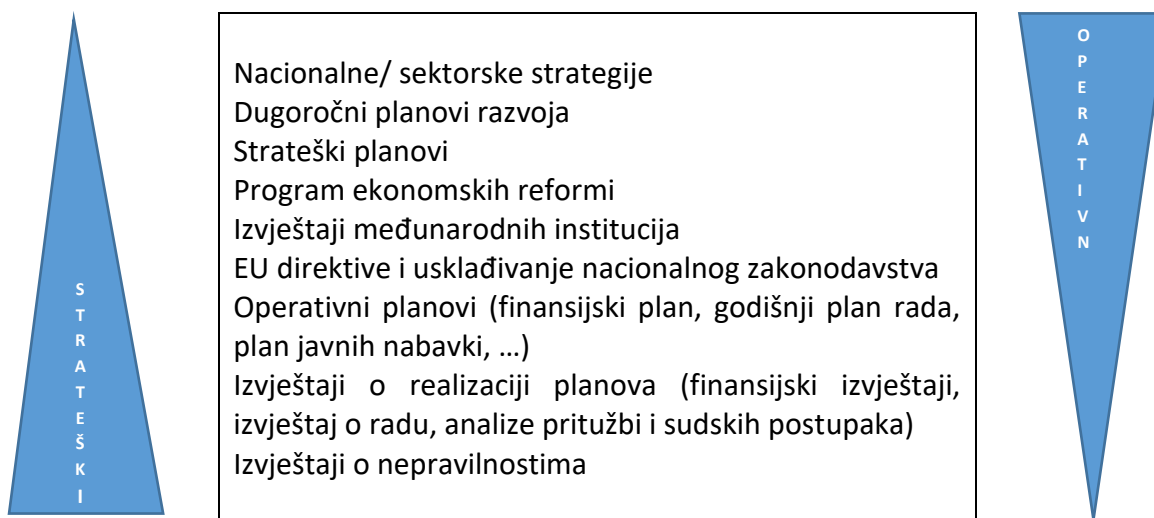 S
T
R
A
T
E
Š
K
I
Nacionalne/ sektorske strategije
Dugoročni planovi razvoja
Strateški planovi
Program ekonomskih reformi
Izvještaji međunarodnih institucija
EU direktive i usklađivanje nacionalnog zakonodavstva
Operativni planovi (finansijski plan, godišnji plan rada,
plan javnih nabavki, …)
Izvještaji o realizaciji planova (finansijski izvještaji,
izvještaj o radu, analize pritužbi i sudskih postupaka)
Izvještaji o nepravilnostima
O
P
E
R
A
T
I
V
N